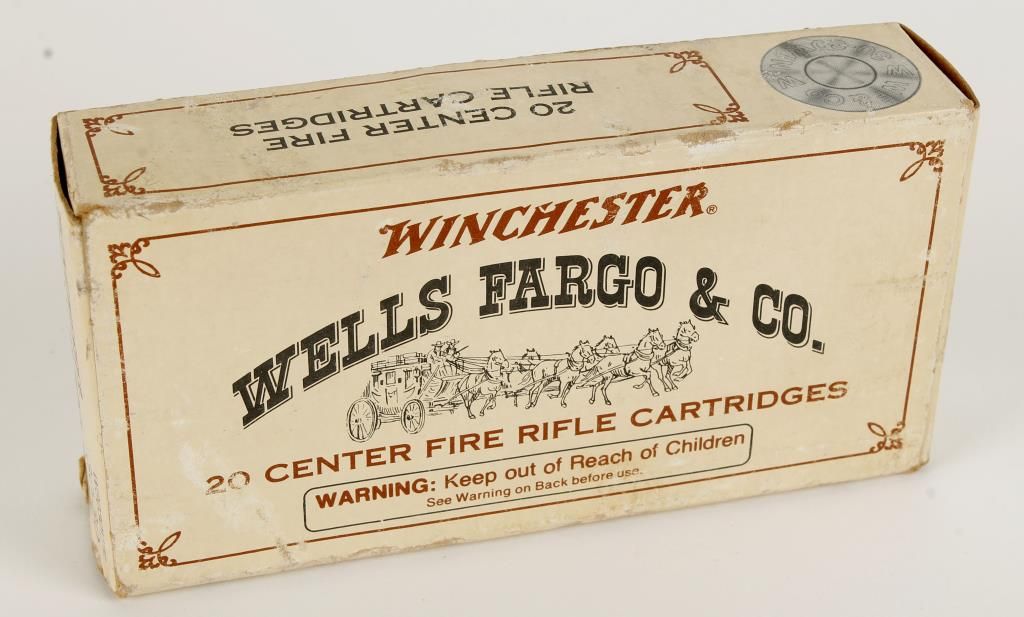 20 CENTER FIRE
RIFLE CARTRIDGES
WINCHESTER®
WELLS FARGO & CO.
20 CENTER FIRE RIFLE CARTRIDGES
WARNING: Keep out of Reach of Children
See Warning on Back before use.